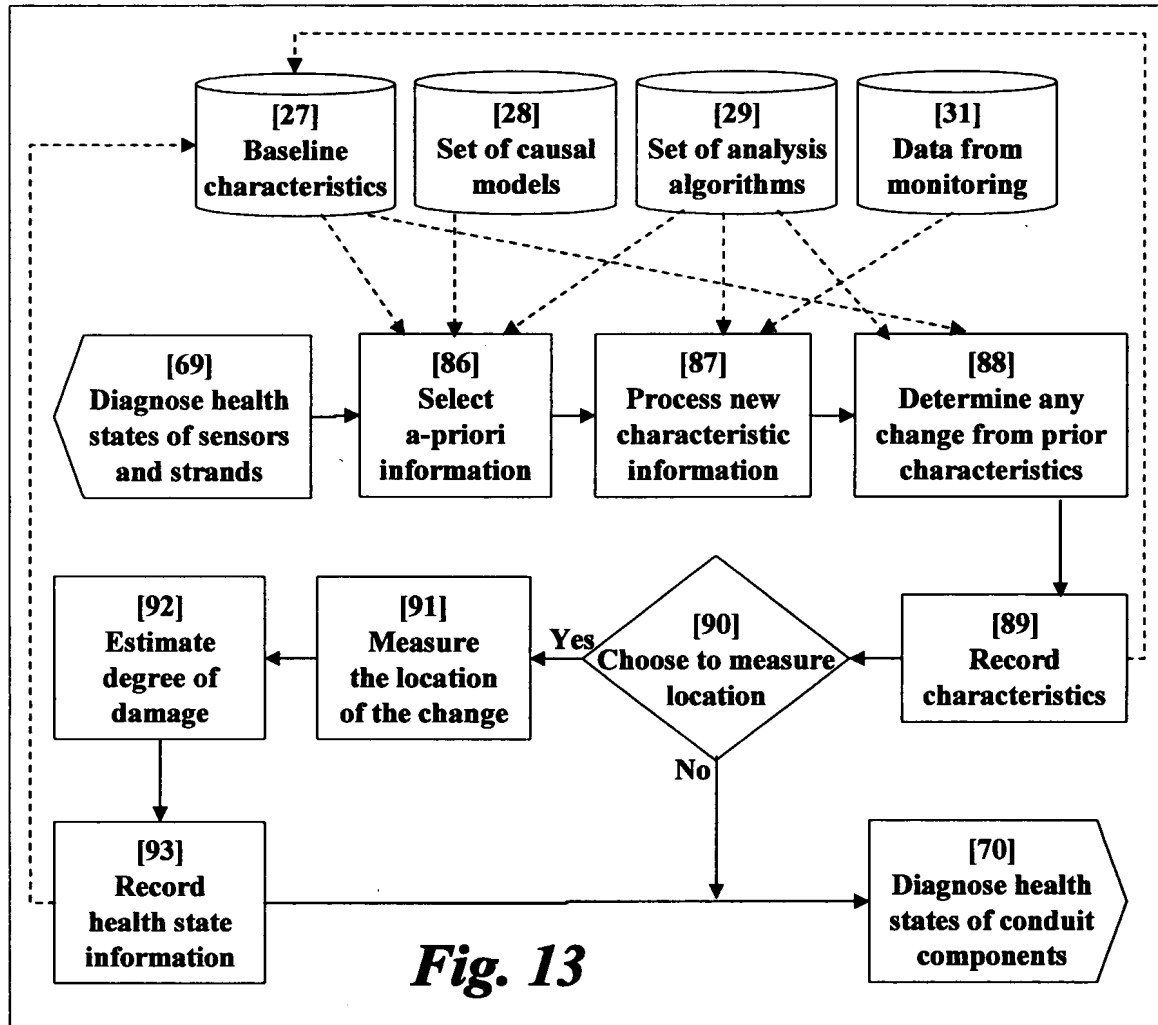 [27]
Baseline
characteristics
[28]
Set of causal
models
[29]
Set of analysis
algorithms
[31]
Data from
monitoring
[69]
Diagnose health
states of sensors
and strands
[86]
Select
a-priori
information
[87]
Process new
characteristic
information
[88]
Determine any
change from prior
characteristics
[92]
Estimate
degree of
damage
[91]
Measure
the location
of the change
Yes
[90]
Choose to measure
location
No
[89]
Record
characteristics
[93]
Record
health state
information
[70]
Diagnose health
states of conduit
components
Fig. 13